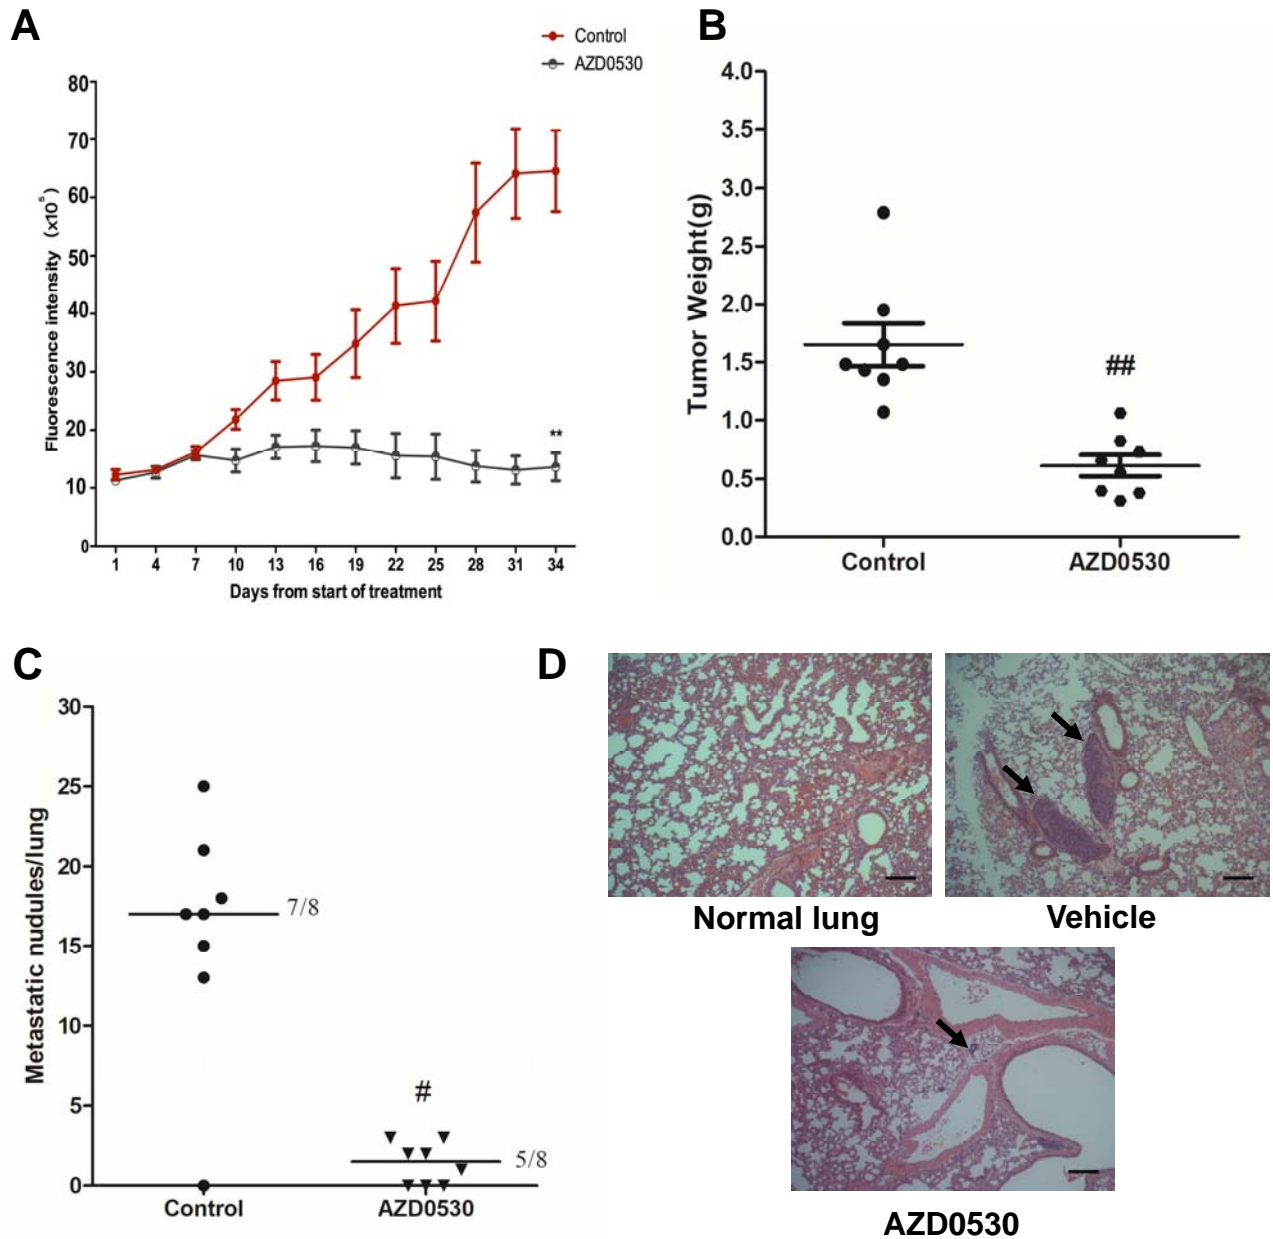 A
Control
AZD0530
80
70
60
50
40
30
20
10
0
Fluorescence intensity (x10⁵)
1 4 7 10 13 16 19 22 25 28 31 34
**
Days from start of treatment
B
4.0
3.5
3.0
2.5
2.0
1.5
1.0
0.5
0.0
Tumor Weight(g)
##
Control AZD0530
C
30
25
20
15
10
5
0
Metastatic nudules/lung
7/8
#
5/8
Control AZD0530
D
Normal lung
Vehicle
AZD0530